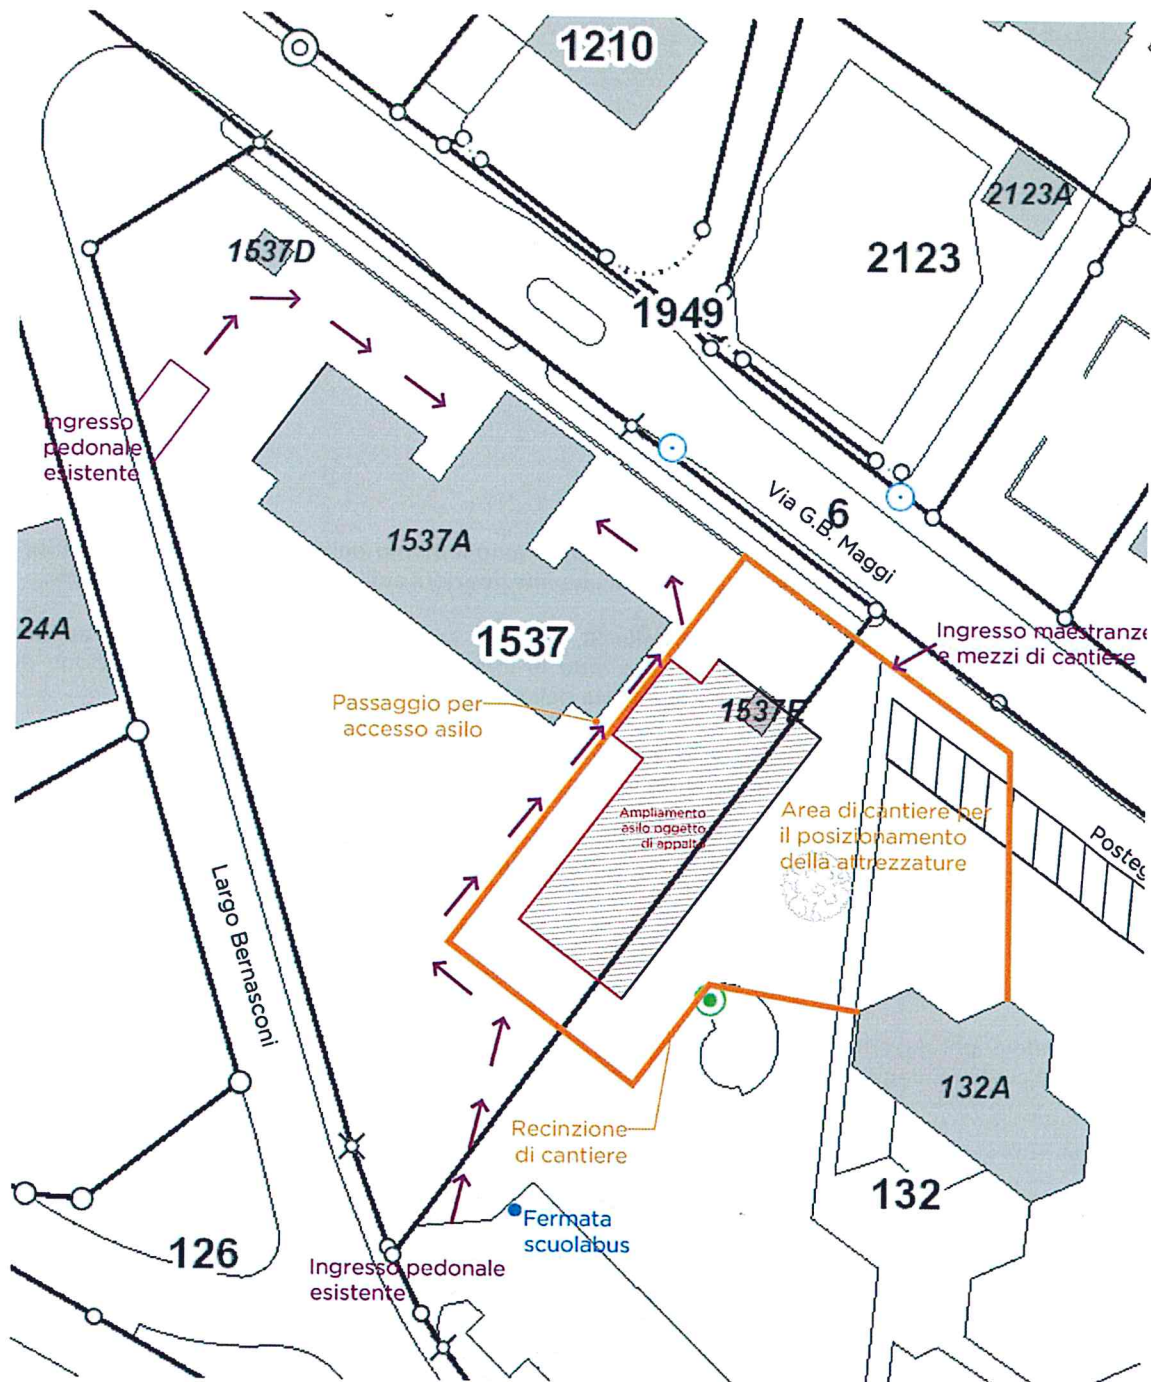 1210
2123A
1537D
2123
1949
Ingresso
pedonale
esistente
Via G.B. Maggi
6
1537A
24A
1537
Ingresso maestranze
e mezzi di cantiere
Passaggio per
accesso asilo
1537E
Ampliamento
asilo oggetto
di appalto
Area di cantiere per
il posizionamento
della attrezzature
Posteg
Largo Bernasconi
132A
Recinzione
di cantiere
132
Fermata
scuolabus
126
Ingresso pedonale
esistente